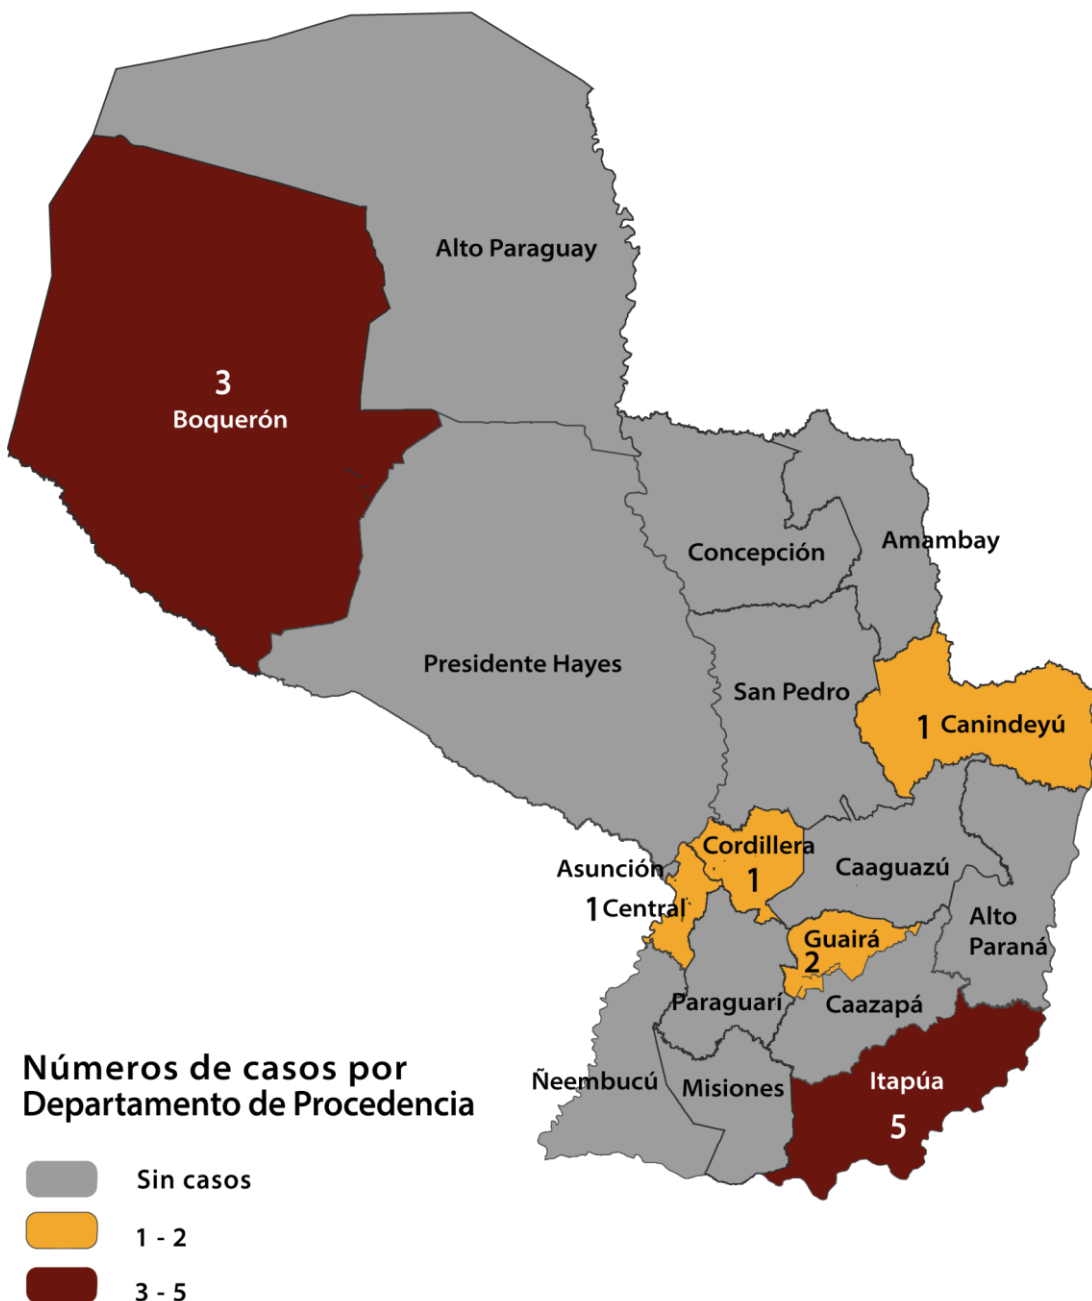 Alto Paraguay
3
Boquerón
Concepción
Amambay
Presidente Hayes
San Pedro
1 Canindeyú
Cordillera
1
Asunción
1 Central
Caaguazú
Guairá
2
Alto
Paraná
Paraguarí
Caazapá
Ñeembucú
Misiones
Itapúa
5
Números de casos por
Departamento de Procedencia
Sin casos
1 - 2
3 - 5